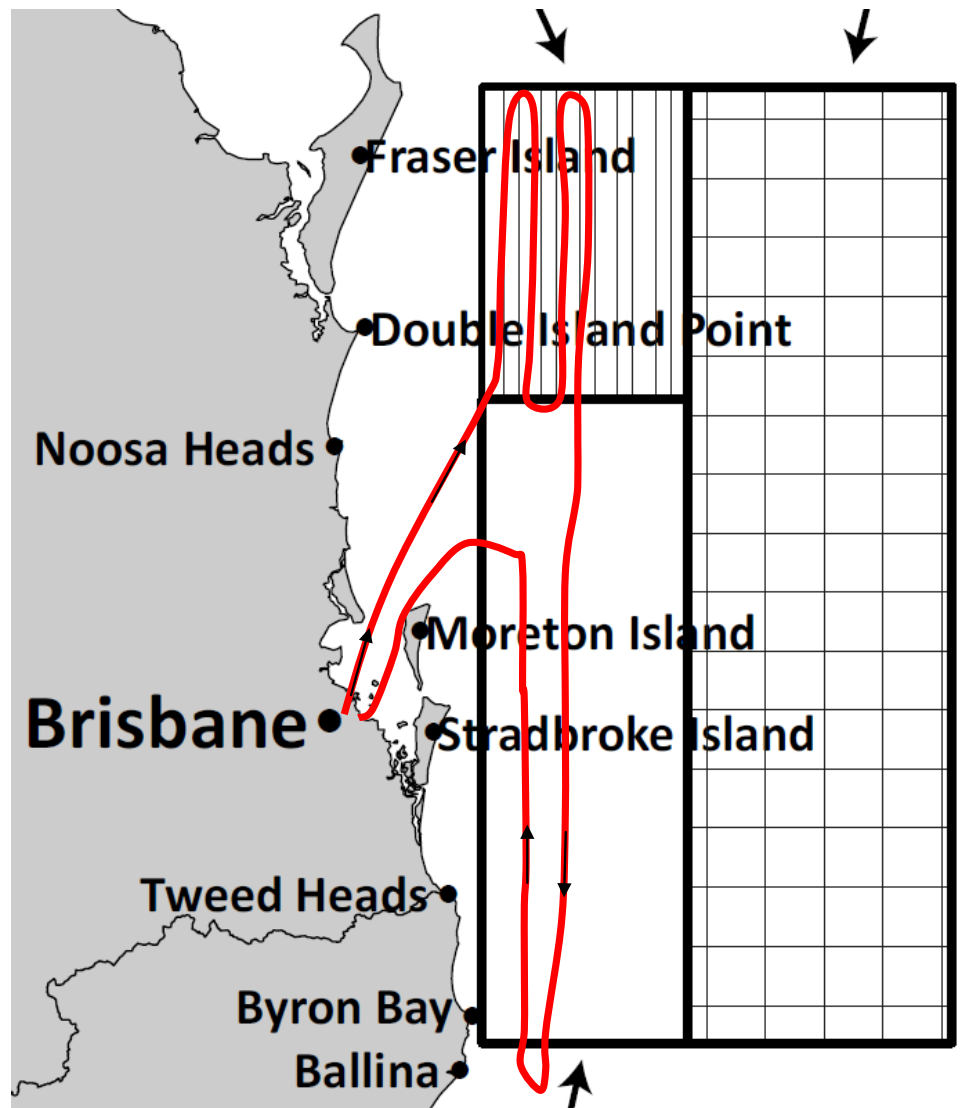 Fraser Island
Double Island Point
Noosa Heads
Moreton Island
Brisbane
Stradbroke Island
Tweed Heads
Byron Bay
Ballina